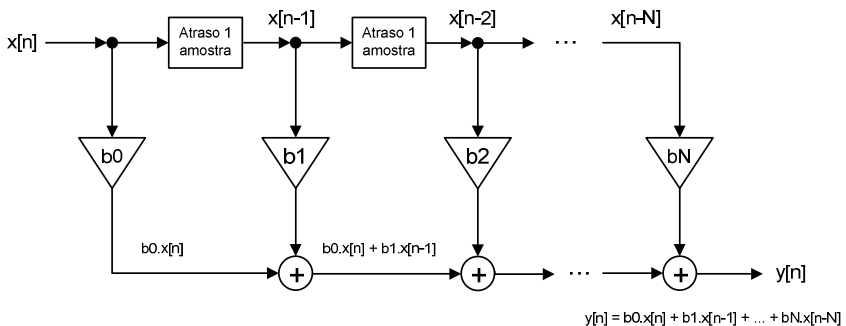 x[n]
Atraso 1
amostra
x[n-1]
Atraso 1
amostra
x[n-2]
...
x[n-N]
b0
b1
b2
bN
b0.x[n]
+
b0.x[n] + b1.x[n-1]
+
...
+
y[n]
y[n] = b0.x[n] + b1.x[n-1] + ... + bN.x[n-N]